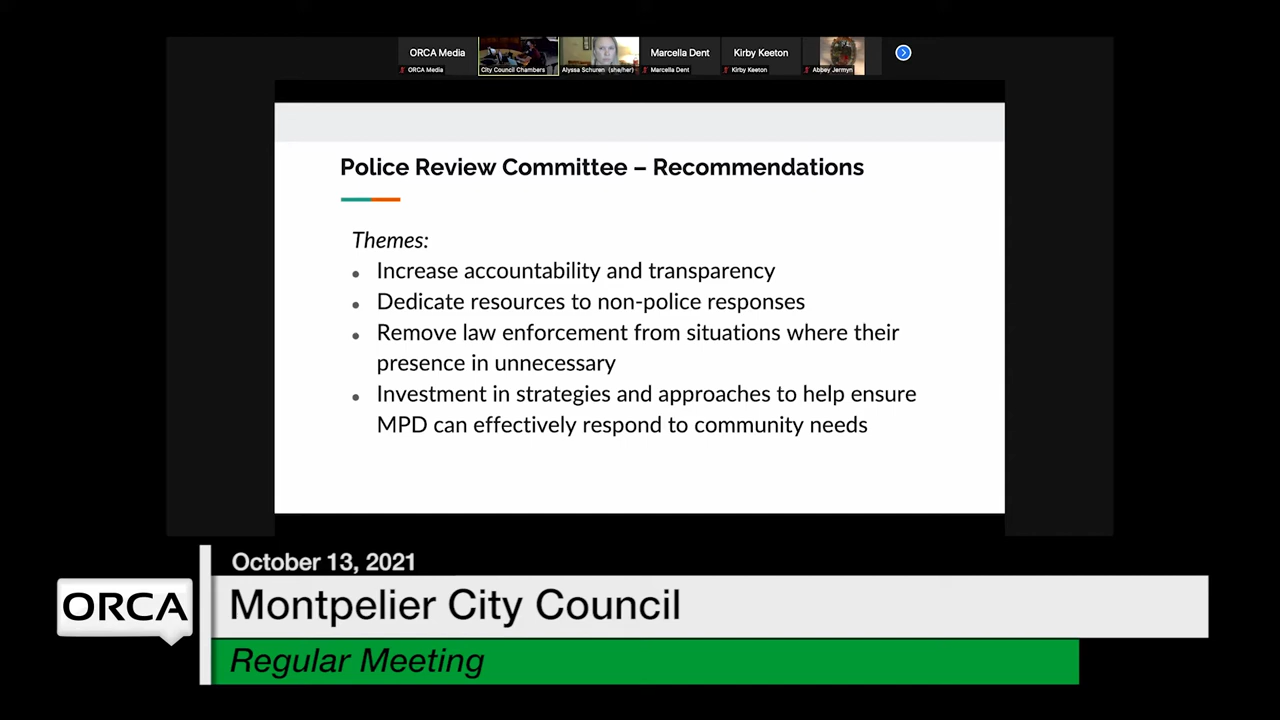 ORCA Media
Marcella Dent
Kirby Keeton
ORCA Media
City Council Chambers
Alyssa Schuren (she/her)
Marcella Dent
Kirby Keeton
Abbey Jermyn
Police Review Committee – Recommendations
Themes:
• Increase accountability and transparency
• Dedicate resources to non-police responses
• Remove law enforcement from situations where their
presence in unnecessary
• Investment in strategies and approaches to help ensure
MPD can effectively respond to community needs
October 13, 2021
ORCA
Montpelier City Council
Regular Meeting